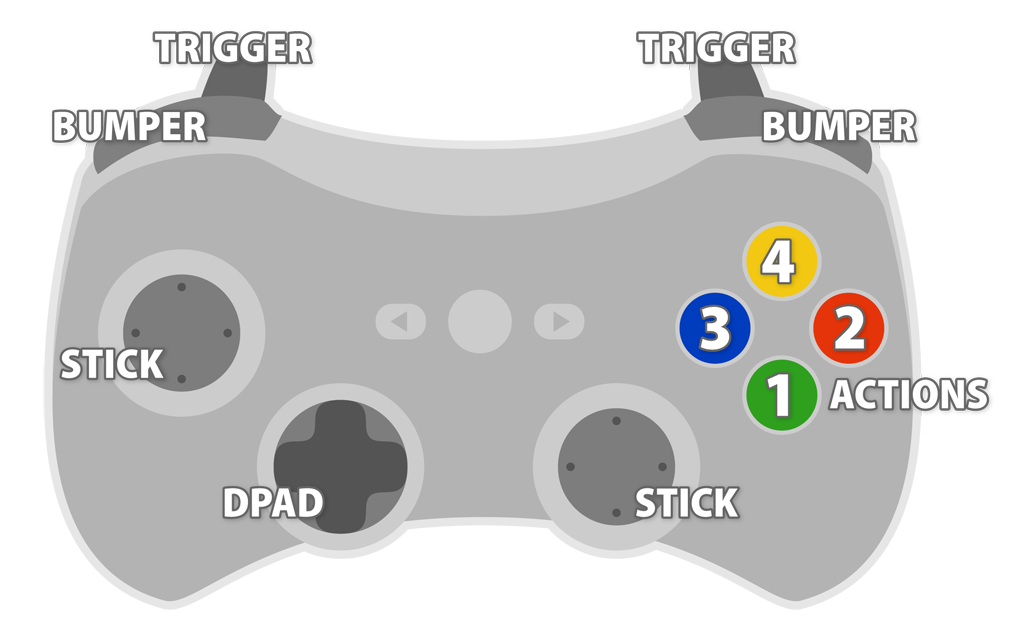 TRIGGER
TRIGGER
BUMPER
BUMPER
4
3
2
STICK
1
ACTIONS
DPAD
STICK